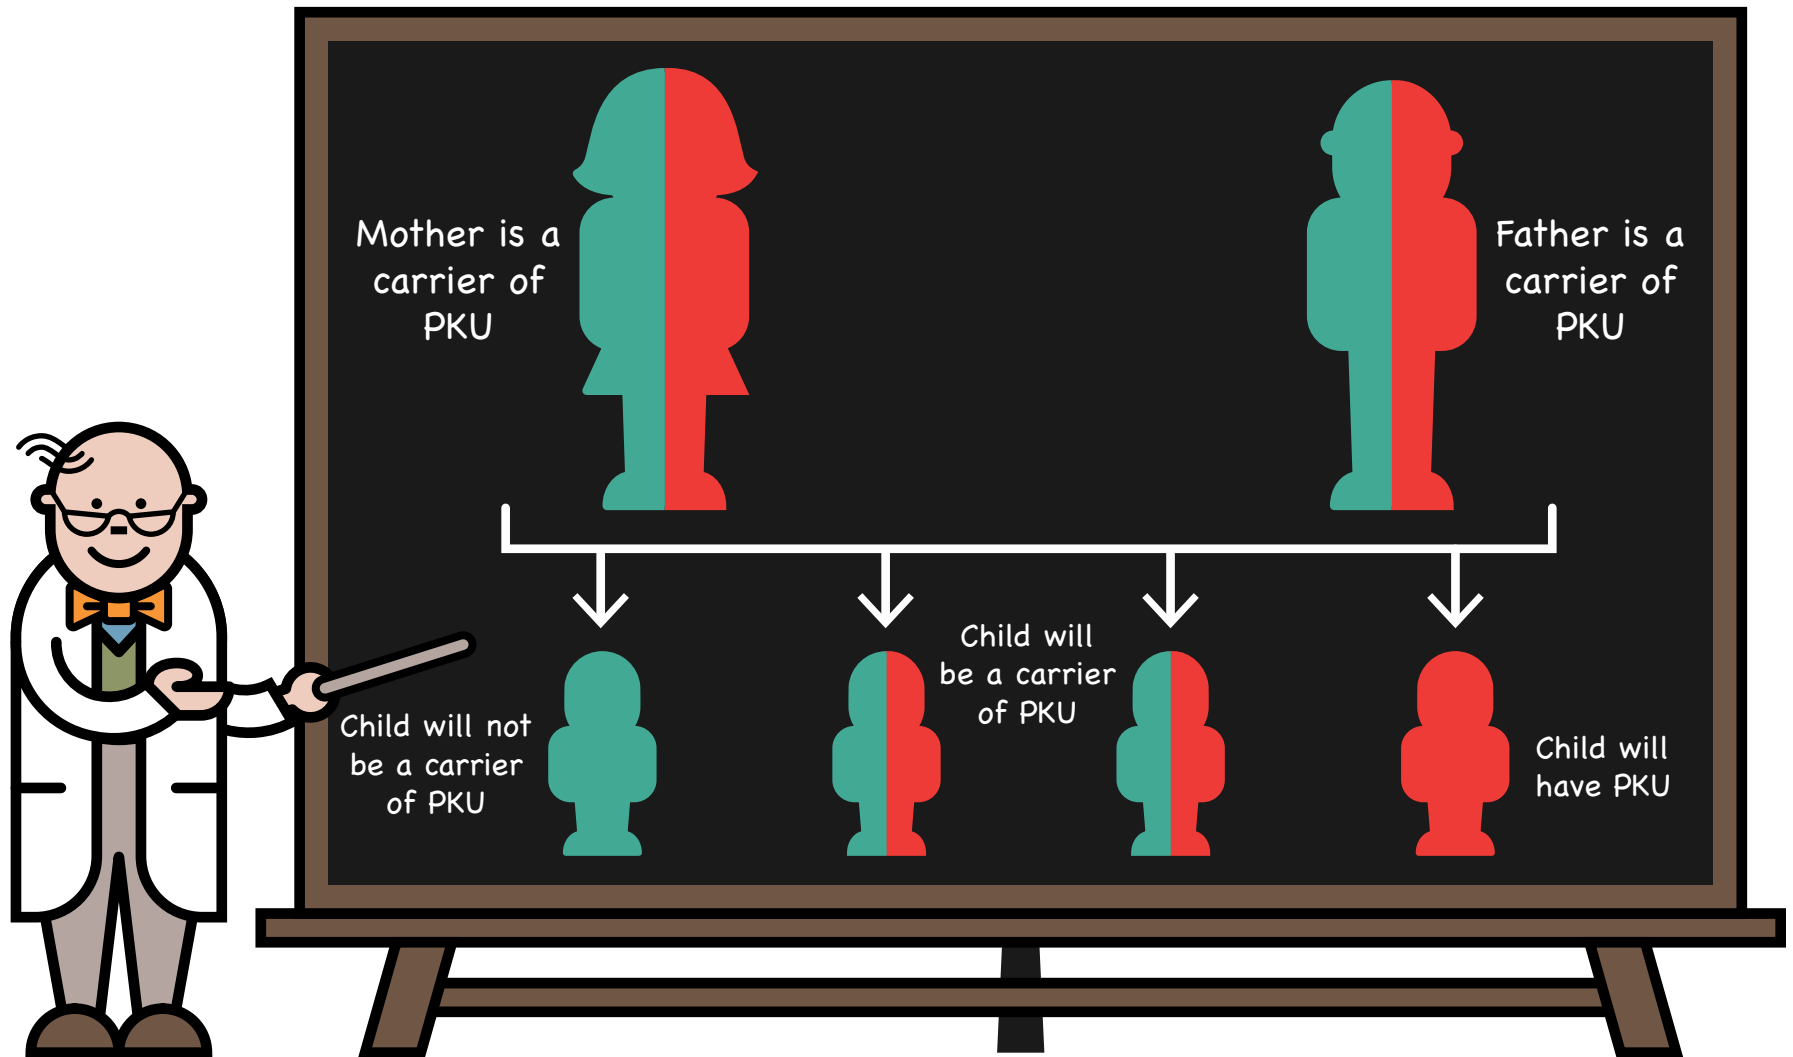 Mother is a
carrier of
PKU
Father is a
carrier of
PKU
Child will not
be a carrier
of PKU
Child will
be a carrier
of PKU
Child will
have PKU